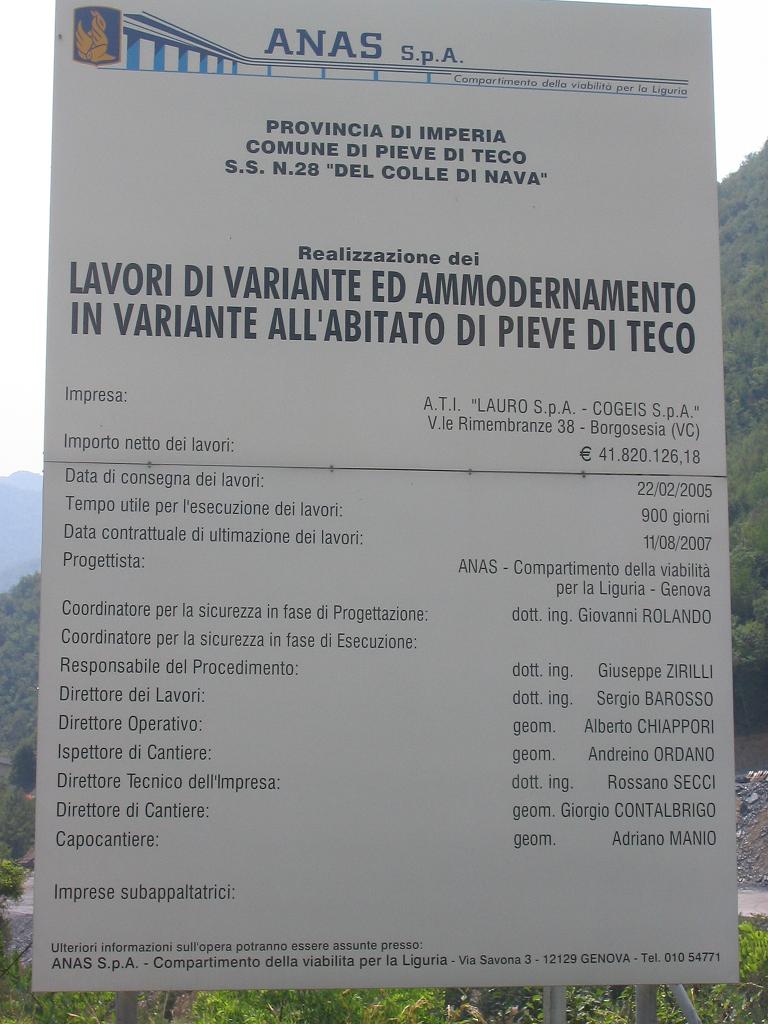 ANAS S.p.A.
Compartimento della viabilità per la Liguria
PROVINCIA DI IMPERIA
COMUNE DI PIEVE DI TECO
S.S. N.28 "DEL COLLE DI NAVA"
Realizzazione dei
LAVORI DI VARIANTE ED AMMODERNAMENTO
IN VARIANTE ALL'ABITATO DI PIEVE DI TECO
Impresa: A.T.I. "LAURO S.p.A. - COGEIS S.p.A."
V.le Rimembranze 38 - Borgosesia (VC)
Importo netto dei lavori: € 41.820.126,18
Data di consegna dei lavori: 22/02/2005
Tempo utile per l'esecuzione dei lavori: 900 giorni
Data contrattuale di ultimazione dei lavori: 11/08/2007
Progettista: ANAS - Compartimento della viabilità
per la Liguria - Genova
Coordinatore per la sicurezza in fase di Progettazione: dott. ing. Giovanni ROLANDO
Coordinatore per la sicurezza in fase di Esecuzione:
Responsabile del Procedimento: dott. ing. Giuseppe ZIRILLI
Direttore dei Lavori: dott. ing. Sergio BAROSSO
Direttore Operativo: geom. Alberto CHIAPPORI
Ispettore di Cantiere: geom. Andreino ORDANO
Direttore Tecnico dell'Impresa: dott. ing. Rossano SECCI
Direttore di Cantiere: geom. Giorgio CONTALBRIGO
Capocantiere: geom. Adriano MANIO
Imprese subappaltatrici:
Ulteriori informazioni sull'opera potranno essere assunte presso:
ANAS S.p.A. - Compartimento della viabilita per la Liguria - Via Savona 3 - 12129 GENOVA - Tel. 010 54771